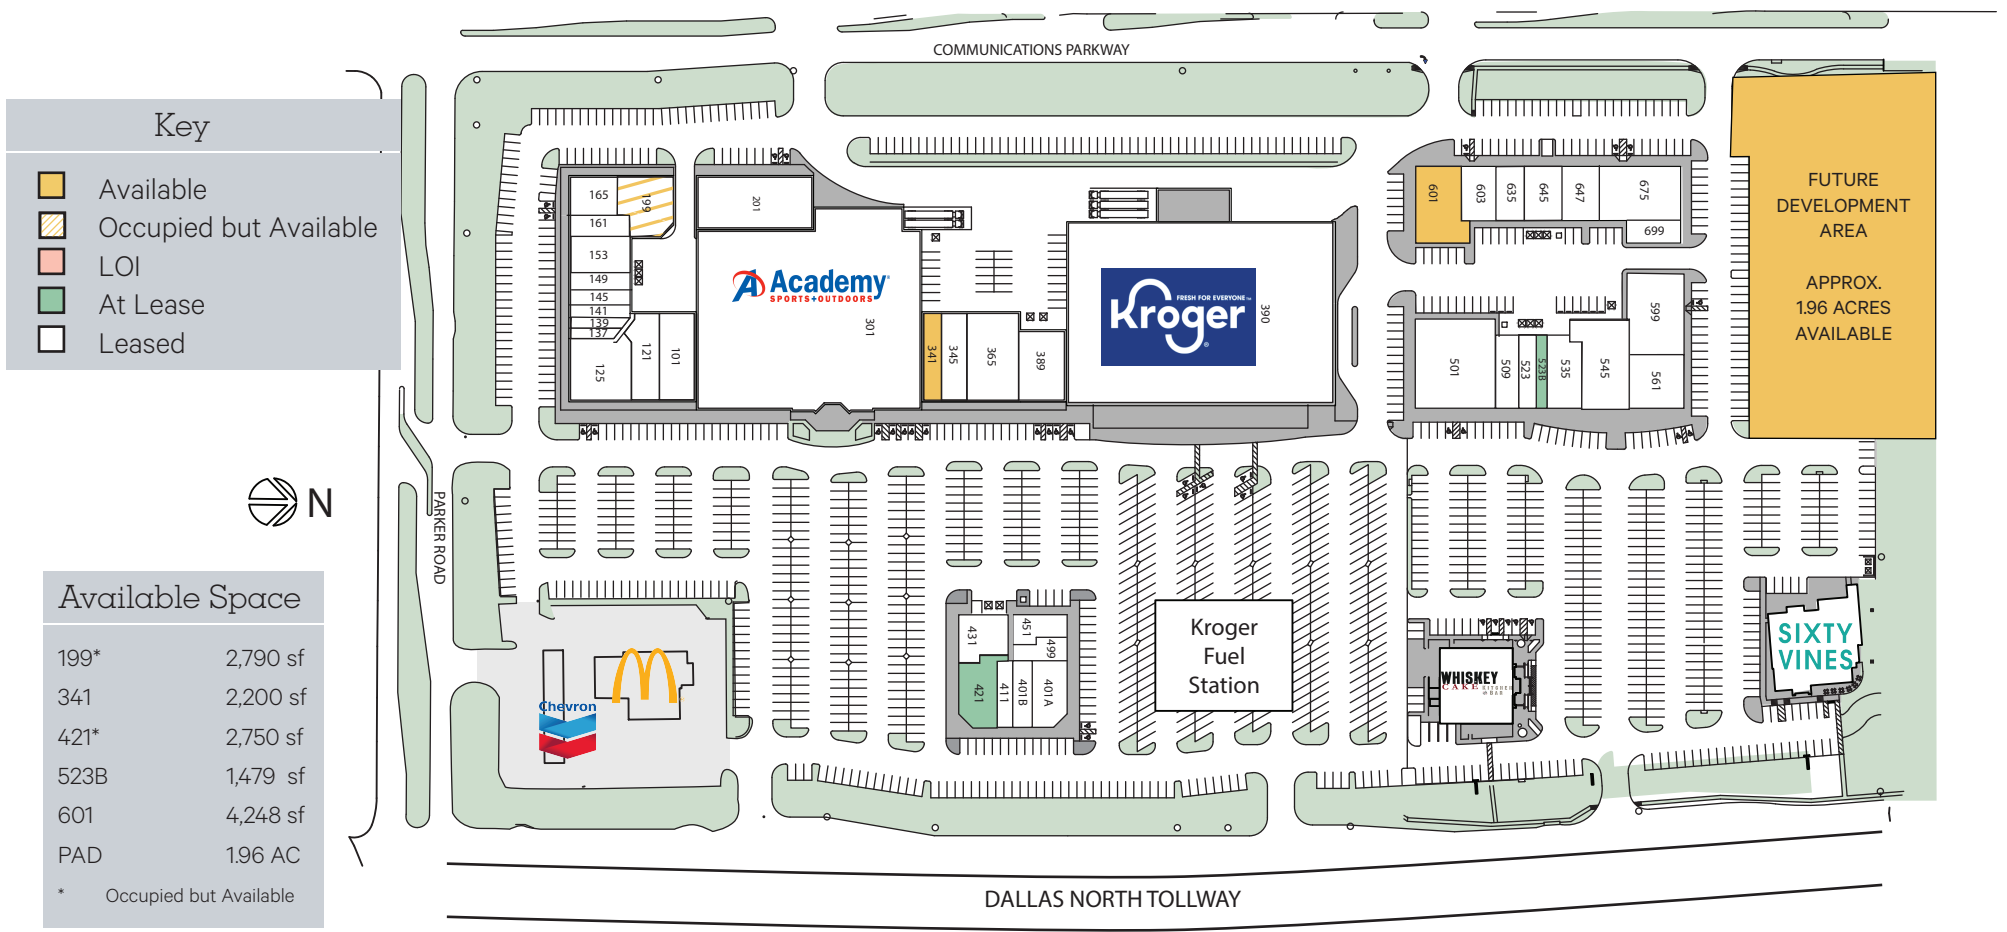 COMMUNICATIONS PARKWAY
Key
Available
Occupied but Available
LOI
At Lease
Leased
165
199
161
153
149
145
141
139
137
125
121
101
201
Academy
SPORTS+OUTDOORS
301
341
345
365
389
FRESH FOR EVERYONE™
Kroger
390
601
603
635
645
647
675
699
599
501
509
523
523B
535
545
561
FUTURE
DEVELOPMENT
AREA
APPROX.
1.96 ACRES
AVAILABLE
N
PARKER ROAD
Available Space
199* 2,790 sf
341 2,200 sf
421* 2,750 sf
523B 1,479 sf
601 4,248 sf
PAD 1.96 AC
* Occupied but Available
Chevron
431
451
499
421
411
401B
401A
Kroger
Fuel
Station
WHISKEY
CAKE KITCHEN
& BAR
SIXTY
VINES
DALLAS NORTH TOLLWAY